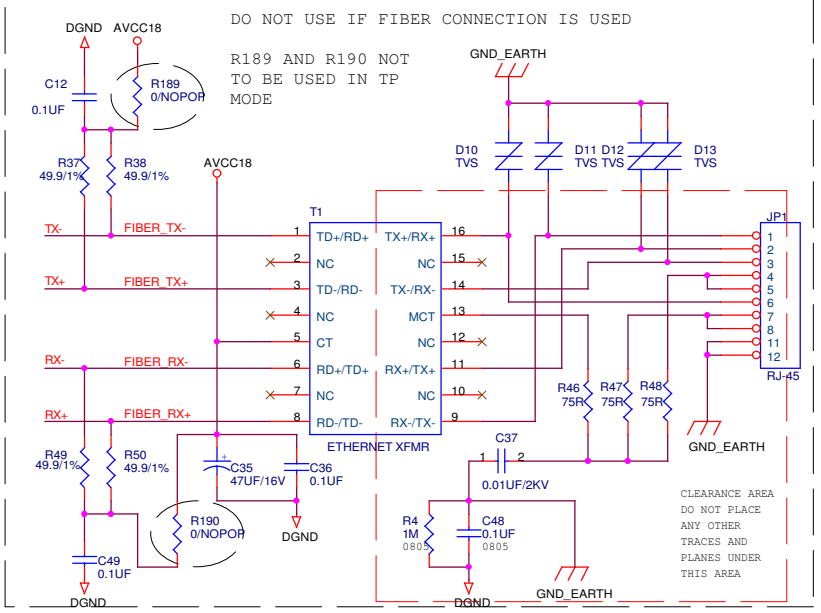 DO NOT USE IF FIBER CONNECTION IS USED
DGND
AVCC18
R189 AND R190 NOT
TO BE USED IN TP
MODE
GND_EARTH
C12
0.1UF
R189
0/NOPOP
D10
TVS
D11
TVS
D12
TVS
D13
TVS
R37
49.9/1%
R38
49.9/1%
AVCC18
T1
JP1
TX-
FIBER_TX-
1
TD+/RD+
TX+/RX+
16
1
2
NC
NC
15
2
TX+
FIBER_TX+
3
TD-/RD-
TX-/RX-
14
3
4
4
NC
MCT
13
5
5
CT
NC
12
6
RX-
FIBER_RX-
6
RD+/TD+
RX+/TX+
11
7
7
NC
NC
10
8
RX+
FIBER_RX+
8
RD-/TD-
RX-/TX-
9
11
12
RJ-45
ETHERNET XFMR
R46
75R
R47
75R
R48
75R
GND_EARTH
R49
49.9/1%
R50
49.9/1%
C35
+
47UF/16V
C36
0.1UF
C37
1
2
0.01UF/2KV
R190
0/NOPOP
DGND
C49
0.1UF
DGND
R4
1M
0805
C48
0.1UF
0805
DGND
GND_EARTH
CLEARANCE AREA
DO NOT PLACE
ANY OTHER
TRACES AND
PLANES UNDER
THIS AREA